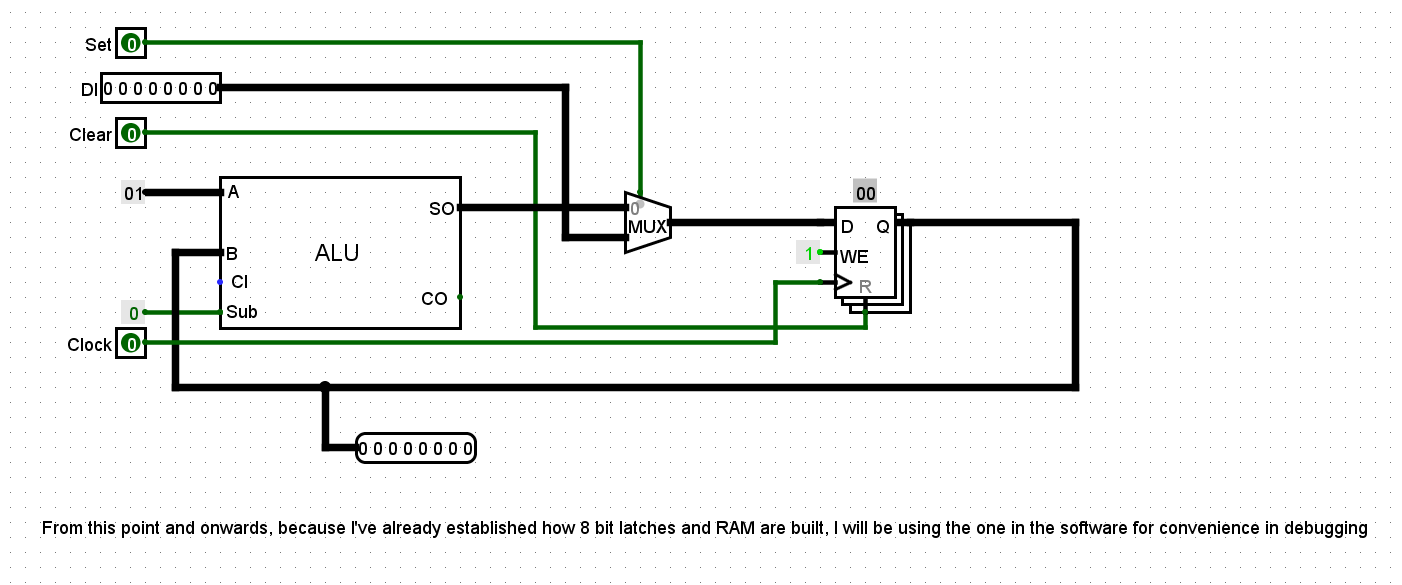 Set 0
DI 0 0 0 0 0 0 0 0
Clear 0
01 A
SO
0
MUX
00
D Q
WE
1
R
B
ALU
CI
CO
0 Sub
Clock 0
0 0 0 0 0 0 0 0
From this point and onwards, because I've already established how 8 bit latches and RAM are built, I will be using the one in the software for convenience in debugging